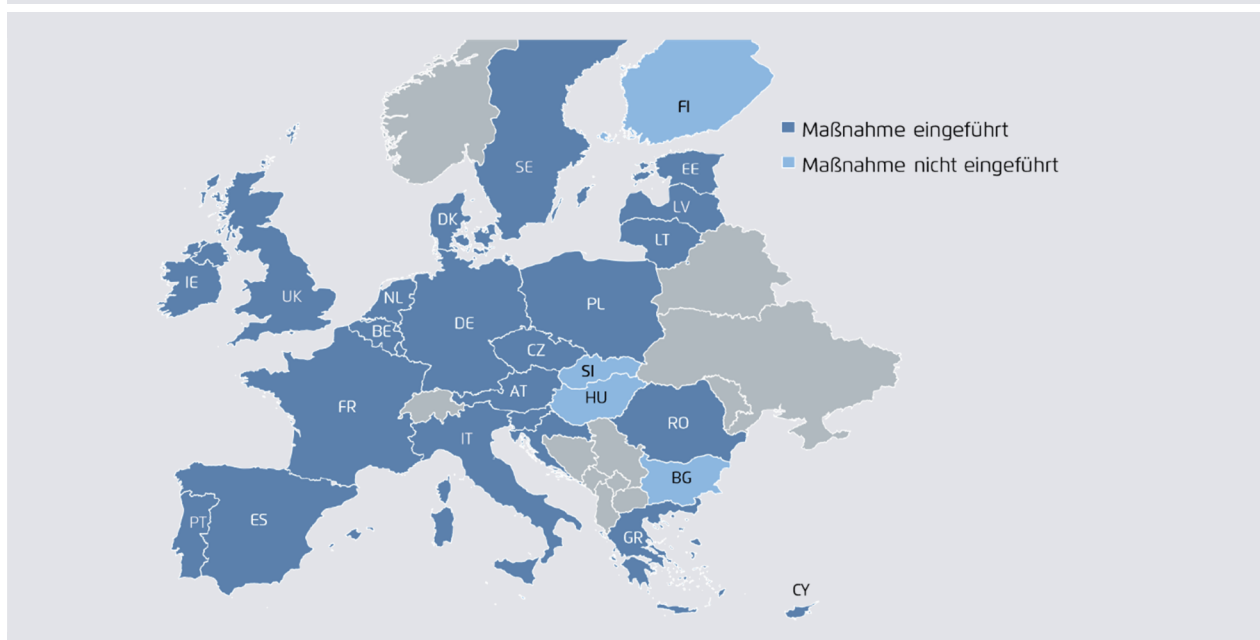 FI
Maßnahme eingeführt
Maßnahme nicht eingeführt
SE
EE
LV
LT
DK
IE
UK
NL
BE
DE
PL
CZ
SI
HU
AT
FR
IT
RO
BG
PT
ES
GR
CY